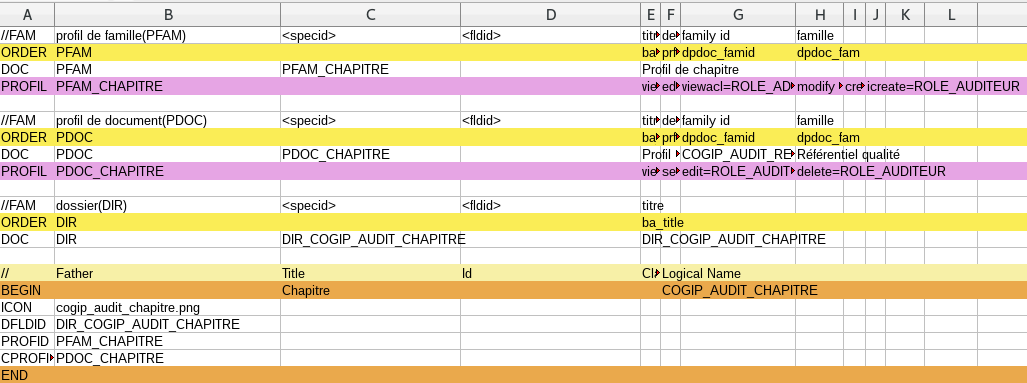 A B C D E F G H I J K L
//FAM profil de famille(PFAM) <specid> <fldid> titr de family id famille
ORDER PFAM ba pr dpdoc_famid dpdoc_fam
DOC PFAM PFAM_CHAPITRE Profil de chapitre
PROFIL PFAM_CHAPITRE vie ed viewacl=ROLE_AD modify cre icreate=ROLE_AUDITEUR
//FAM profil de document(PDOC) <specid> <fldid> titr de family id famille
ORDER PDOC ba pr dpdoc_famid dpdoc_fam
DOC PDOC PDOC_CHAPITRE Profil COGIP_AUDIT_RE Référentiel qualité
PROFIL PDOC_CHAPITRE vie se edit=ROLE_AUDIT delete=ROLE_AUDITEUR
//FAM dossier(DIR) <specid> <fldid> titre
ORDER DIR ba_title
DOC DIR DIR_COGIP_AUDIT_CHAPITRE DIR_COGIP_AUDIT_CHAPITRE
// Father Title Id Cl Logical Name
BEGIN Chapitre COGIP_AUDIT_CHAPITRE
ICON cogip_audit_chapitre.png
DFLDID DIR_COGIP_AUDIT_CHAPITRE
PROFID PFAM_CHAPITRE
CPROFI PDOC_CHAPITRE
END